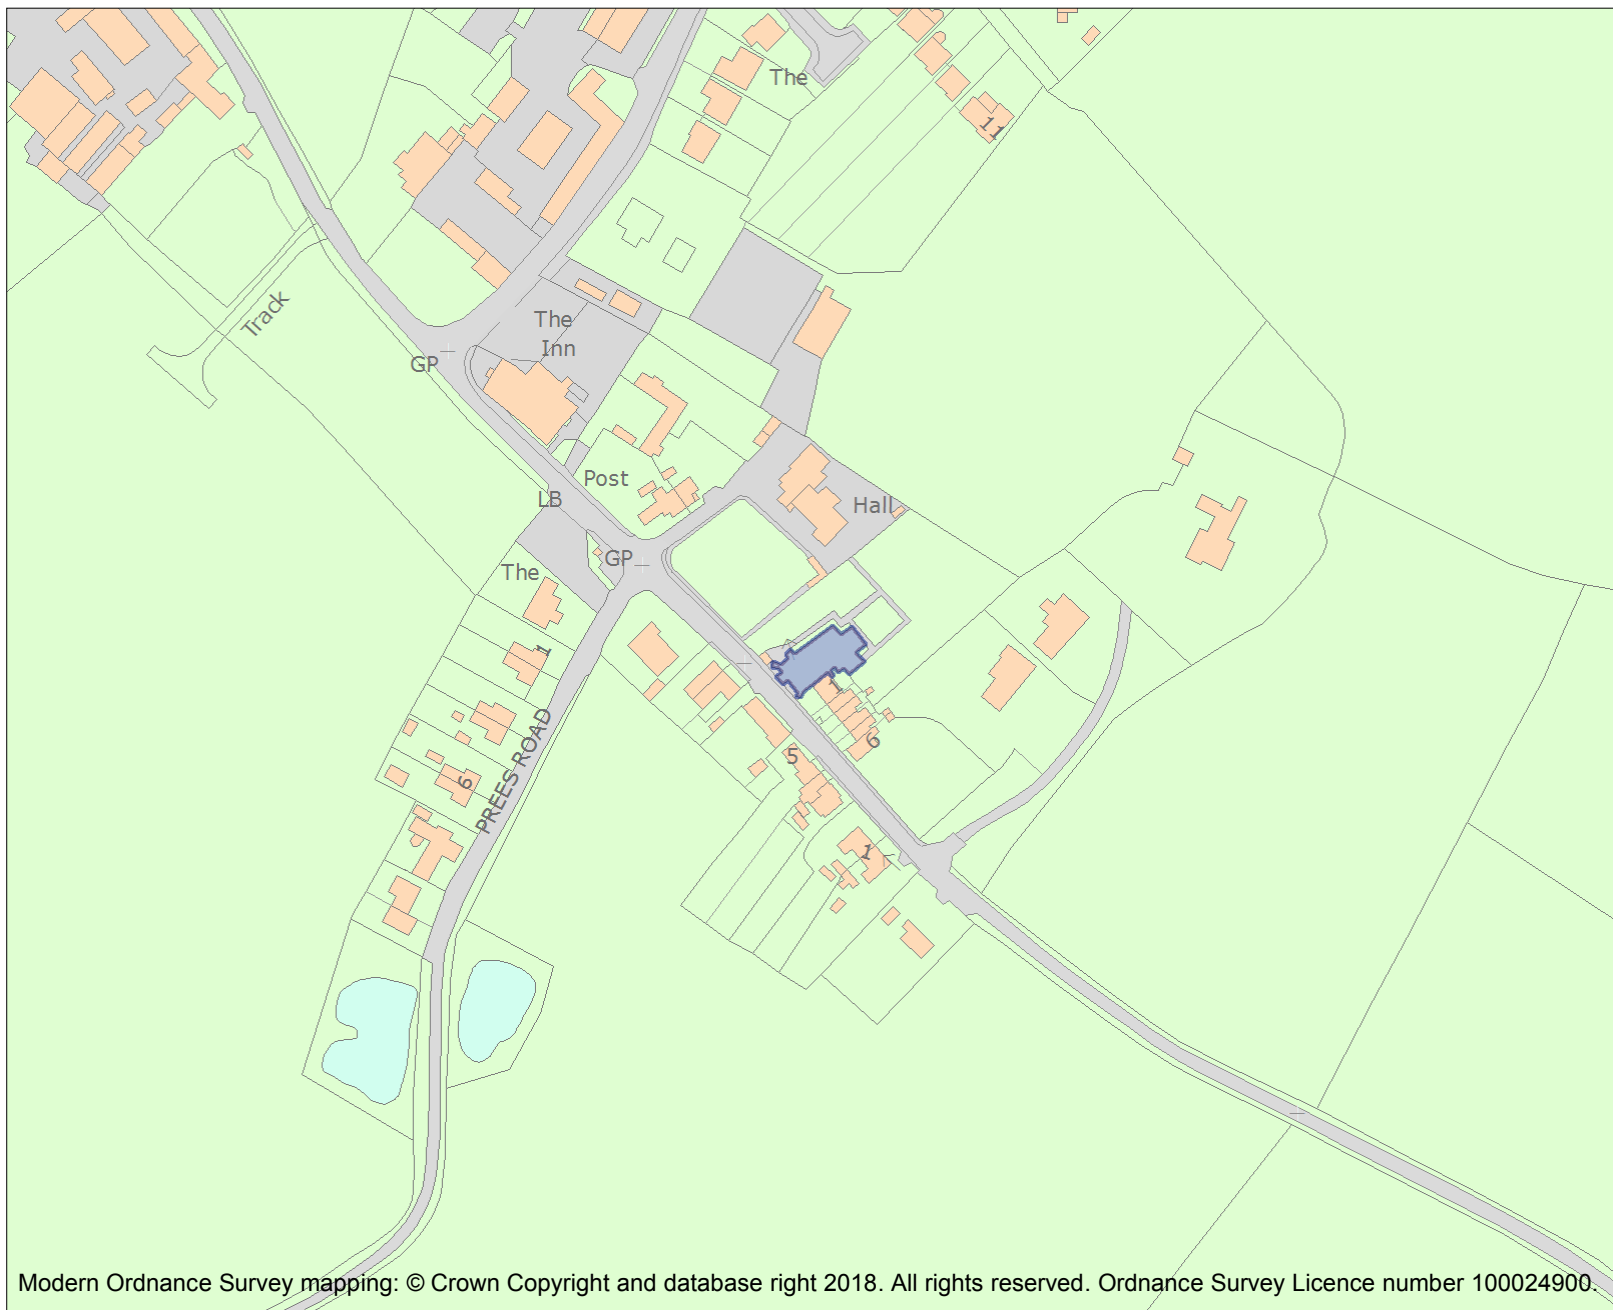 The
11
Track
The
Inn
GP
Post
LB
Hall
GP
The
1
1
6
5
6
PREES ROAD
1
Modern Ordnance Survey mapping: © Crown Copyright and database right 2018. All rights reserved. Ordnance Survey Licence number 100024900.